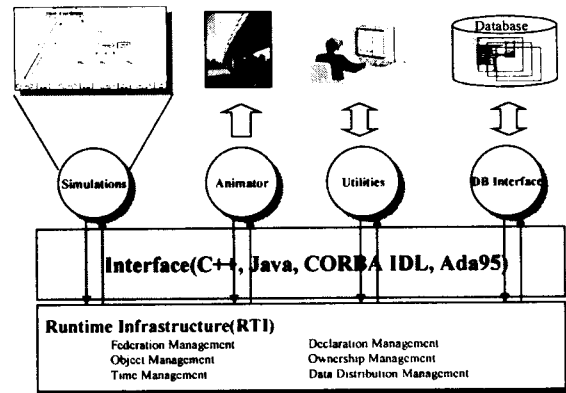 Database
Simulations
Animator
Utilities
DB Interface
Interface(C++, Java, CORBA IDL, Ada95)
Runtime Infrastructure(RTI)
Federation Management
Declaration Management
Object Management
Ownership Management
Time Management
Data Distribution Management